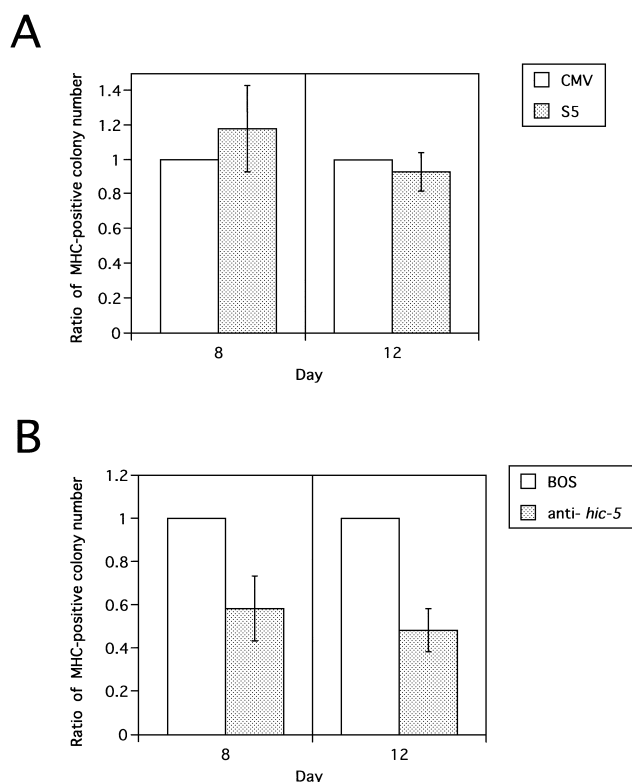 A
Ratio of MHC-positive colony number
1.4
1.2
1
0.8
0.6
0.4
0.2
0
8
12
Day
CMV
S5
B
Ratio of MHC-positive colony number
1.2
1
0.8
0.6
0.4
0.2
0
8
12
Day
BOS
anti- hic-5